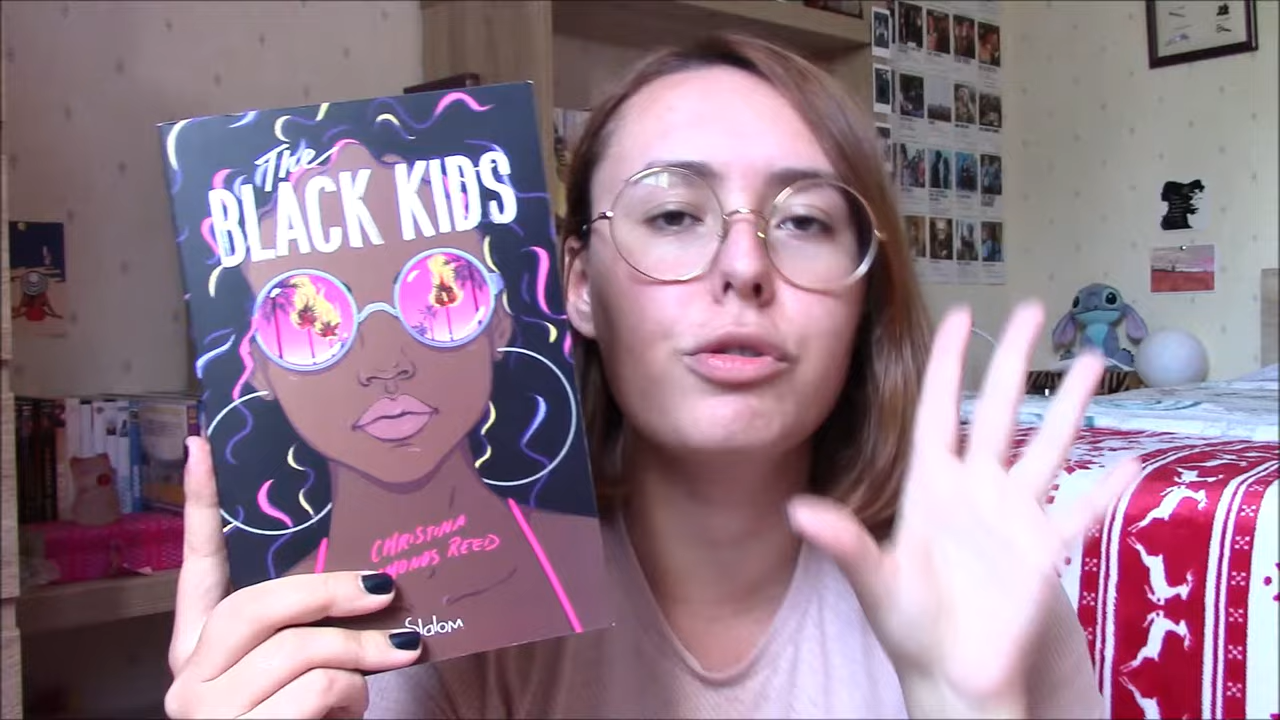 The
BLACK KIDS
CHRISTINA
MONDS REED
Slalom